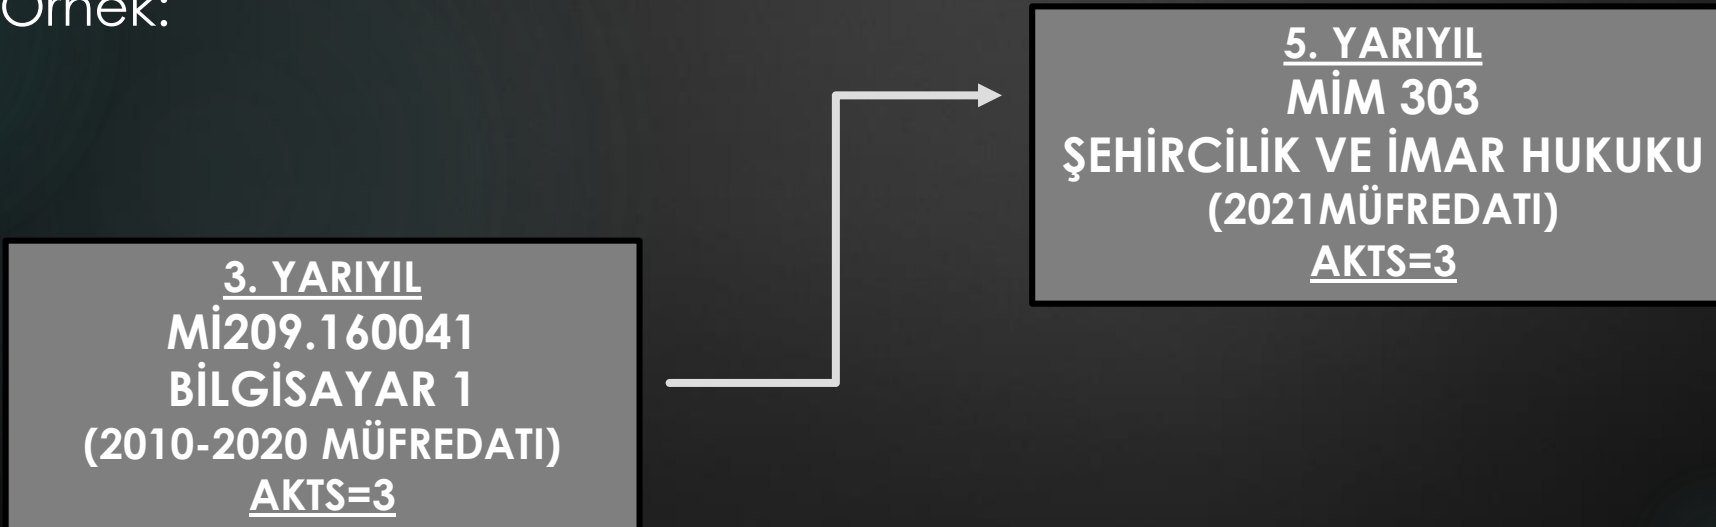 Örnek:
5. YARIYIL
MİM 303
ŞEHİRCİLİK VE İMAR HUKUKU
(2021MÜFREDATI)
AKTS=3
3. YARIYIL
Mİ209.160041
BİLGİSAYAR 1
(2010-2020 MÜFREDATI)
AKTS=3